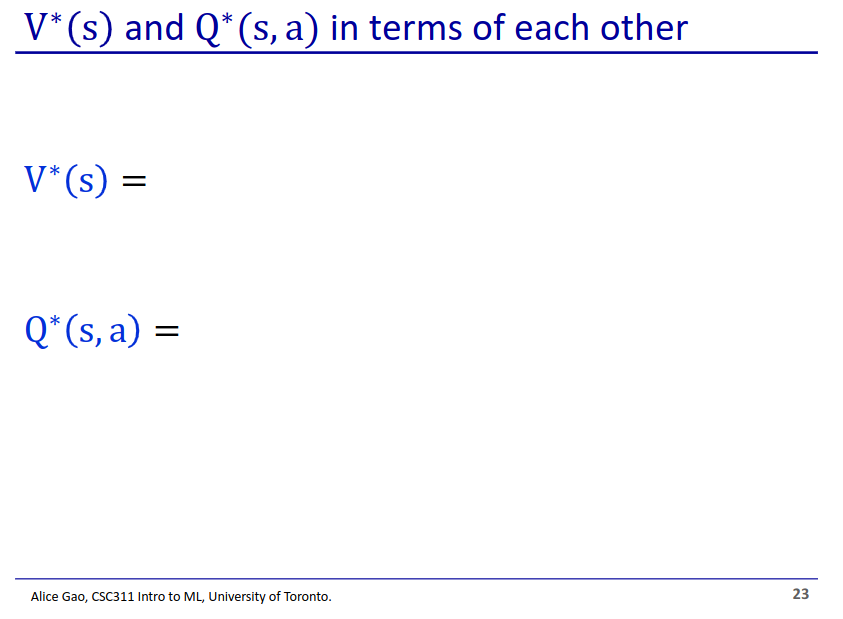 V*(s) and Q*(s, a) in terms of each other
V*(s) =
Q*(s, a) =
Alice Gao, CSC311 Intro to ML, University of Toronto.
23